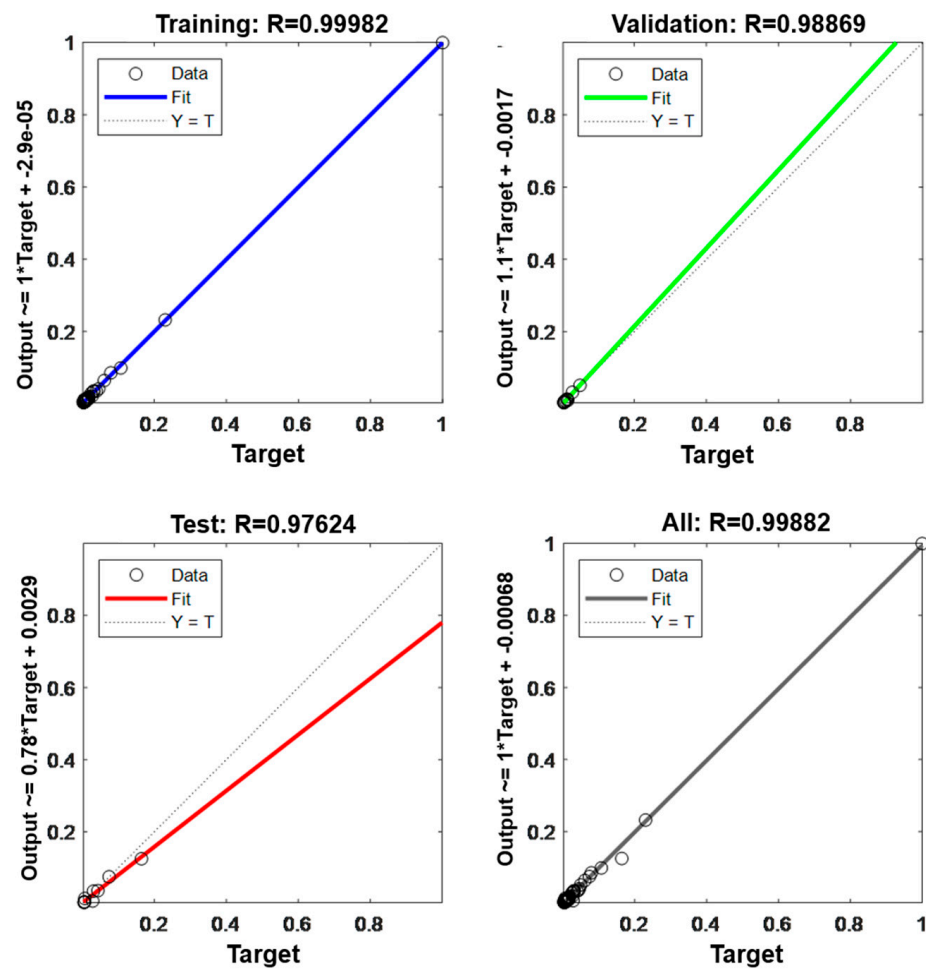 Training: R=0.99982
Output ~= 1*Target + -2.9e-05
1
0.8
0.6
0.4
0.2
Data
Fit
Y = T
0.2 0.4 0.6 0.8 1
Target
Validation: R=0.98869
Output ~= 1.1*Target + -0.0017
0.8
0.6
0.4
0.2
Data
Fit
Y = T
0.2 0.4 0.6 0.8
Target
Test: R=0.97624
Output ~= 0.78*Target + 0.0029
0.8
0.6
0.4
0.2
Data
Fit
Y = T
0.2 0.4 0.6 0.8
Target
All: R=0.99882
Output ~= 1*Target + -0.00068
1
0.8
0.6
0.4
0.2
Data
Fit
Y = T
0.2 0.4 0.6 0.8 1
Target